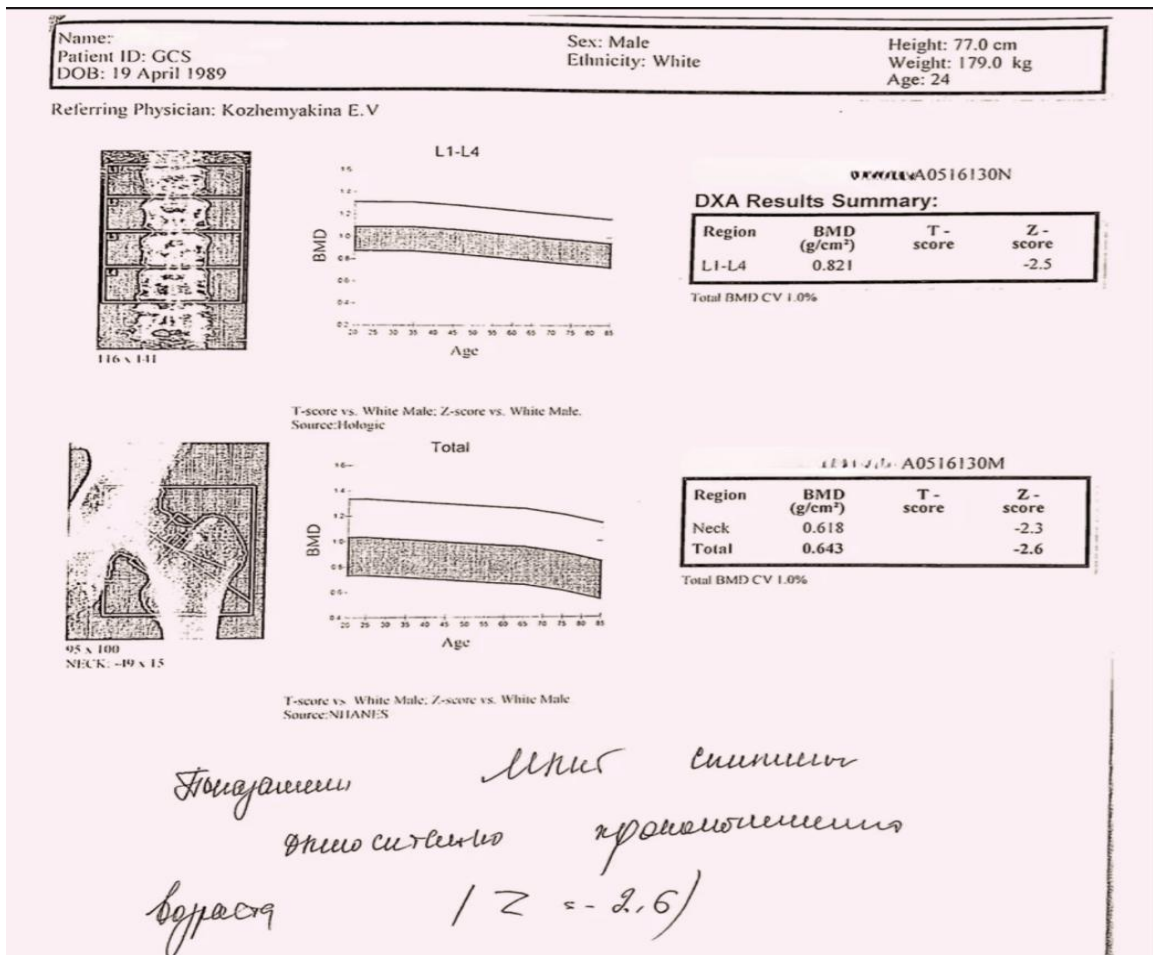 Name:
Patient ID: GCS
DOB: 19 April 1989
Sex: Male
Ethnicity: White
Height: 77.0 cm
Weight: 179.0 kg
Age: 24
Referring Physician: Kozhemyakina E.V
L1-L4
BMD
Age
116 x 141
T-score vs. White Male; Z-score vs. White Male.
Source:Hologic
A0516130N
DXA Results Summary:
Region BMD (g/cm²) T-score Z-score
L1-L4 0.821 -2.5
Total BMD CV 1.0%
Total
BMD
Age
95 x 100
NECK: -49 x 15
T-score vs. White Male; Z-score vs. White Male
Source:NHANES
A0516130M
Region BMD (g/cm²) T-score Z-score
Neck 0.618 -2.3
Total 0.643 -2.6
Total BMD CV 1.0%
Показатели
относительно
возраста (Z = -2,6)